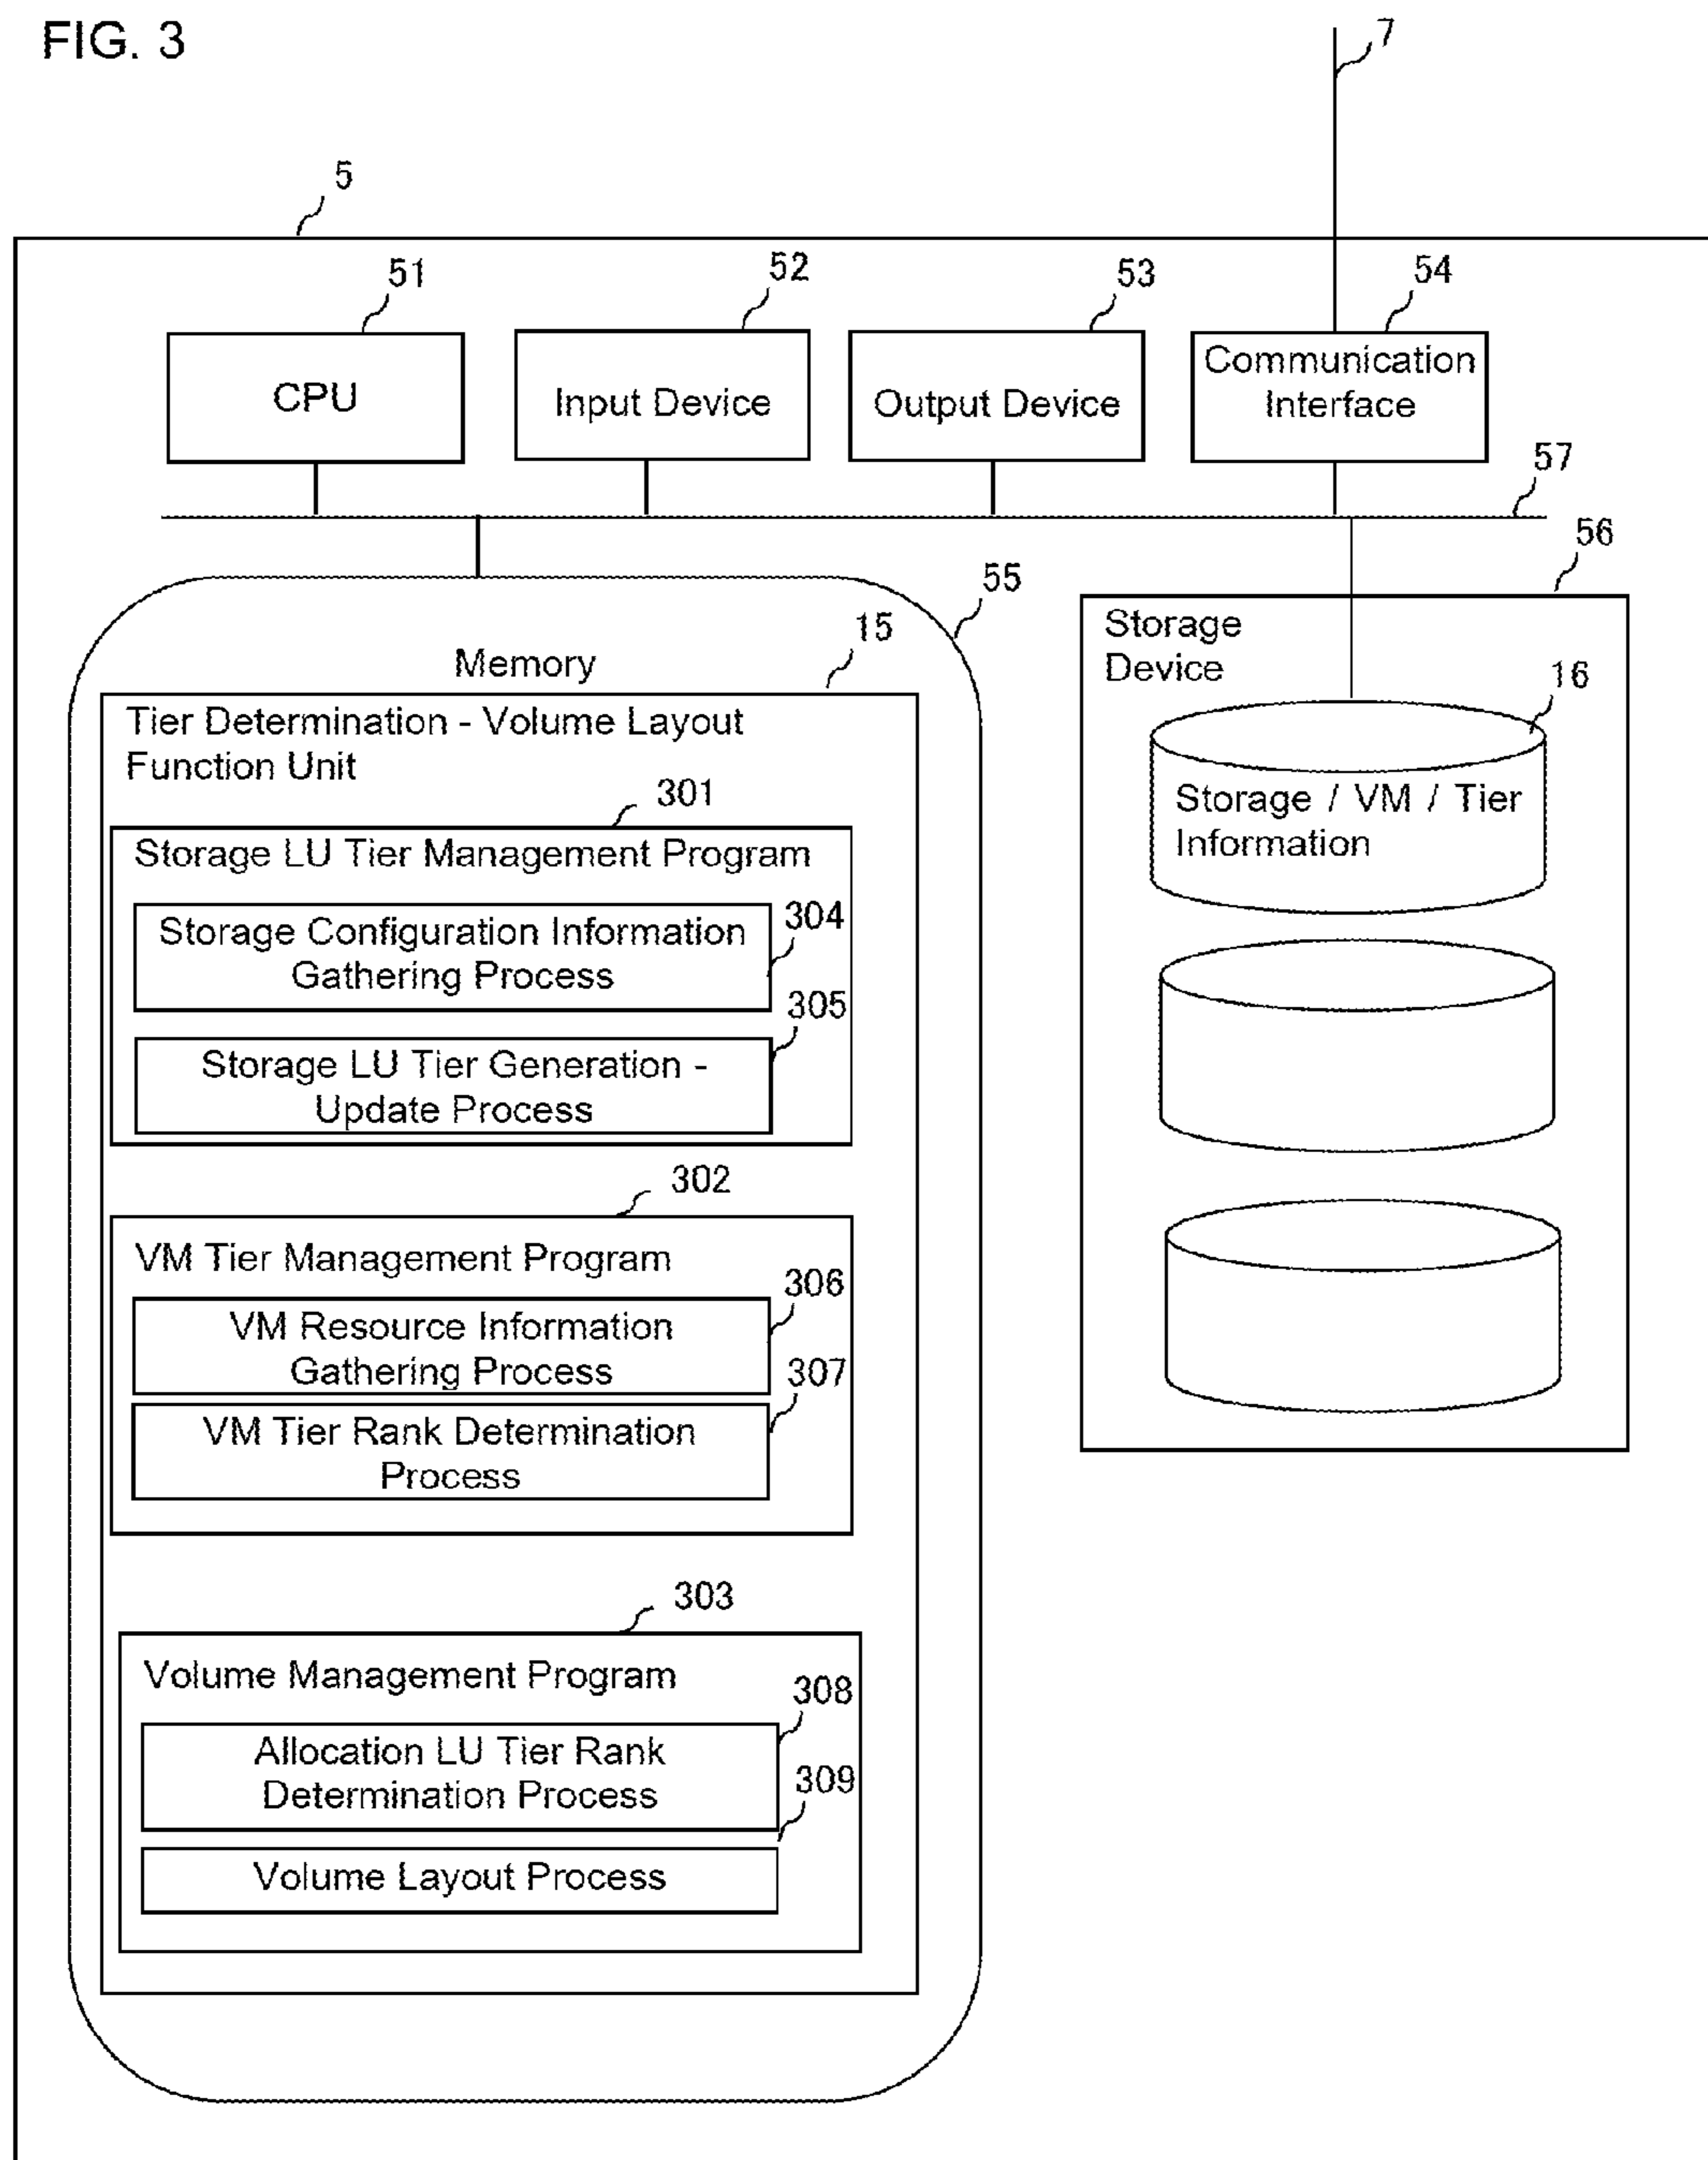 FIG. 3
7
5
51
52
53
54
CPU
Input Device
Output Device
Communication
Interface
57
56
55
15
Memory
Storage
Device
16
Tier Determination - Volume Layout
Function Unit
Storage / VM / Tier
Information
301
Storage LU Tier Management Program
304
Storage Configuration Information
Gathering Process
305
Storage LU Tier Generation -
Update Process
302
VM Tier Management Program
306
VM Resource Information
Gathering Process
307
VM Tier Rank Determination
Process
303
Volume Management Program
308
Allocation LU Tier Rank
Determination Process
309
Volume Layout Process